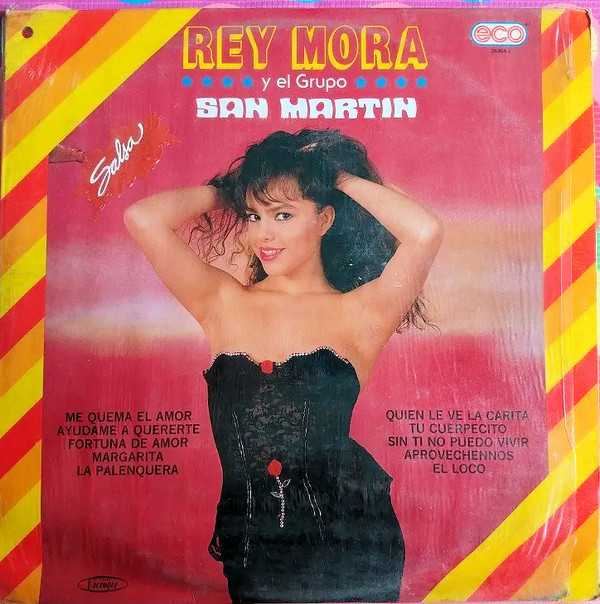 REY MORA
y el Grupo
SAN MARTIN
eco
Salsa
ME QUEMA EL AMOR
AYUDAME A QUERERTE
FORTUNA DE AMOR
MARGARITA
LA PALENQUERA
QUIEN LE VE LA CARITA
TU CUERPECITO
SIN TI NO PUEDO VIVIR
APROVECHENNOS
EL LOCO